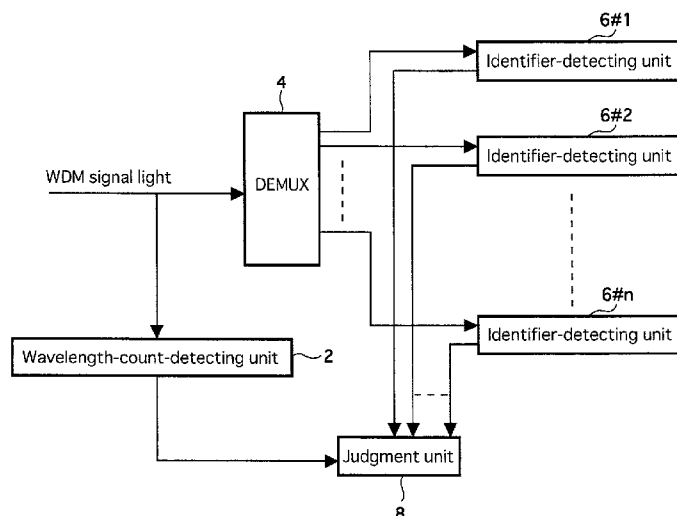 6#1
Identifier-detecting unit
4
6#2
Identifier-detecting unit
WDM signal light
DEMUX
6#n
Identifier-detecting unit
Wavelength-count-detecting unit
2
Judgment unit
8